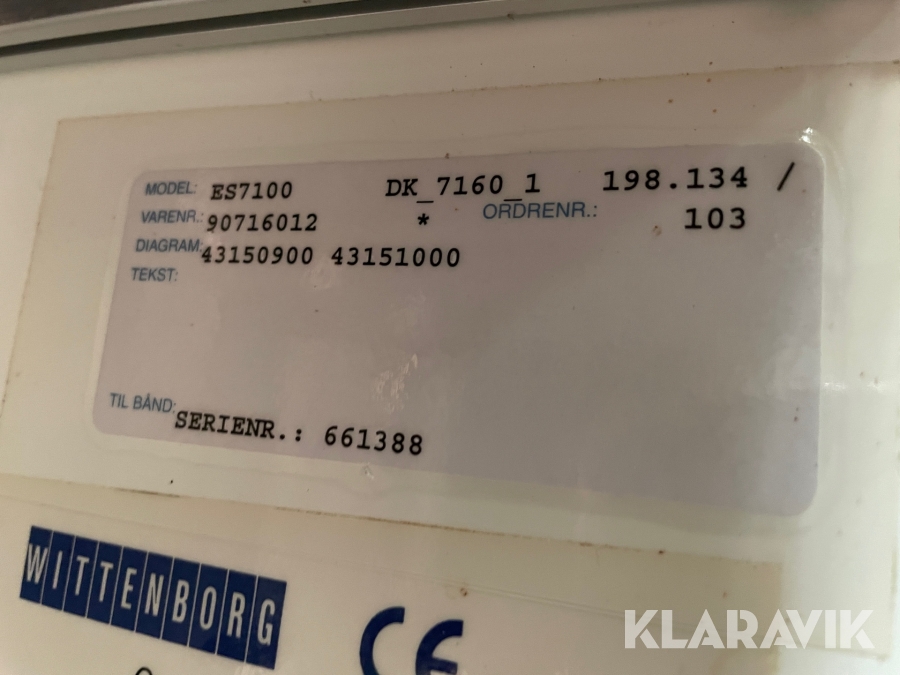 MODEL: ES7100 DK_7160_1 198.134 /
VARENR.: 90716012 * ORDRENR.: 103
DIAGRAM: 43150900 43151000
TEKST:
TIL BÅND:
SERIENR.: 661388
WITTENBORG
CE
KLARAVIK